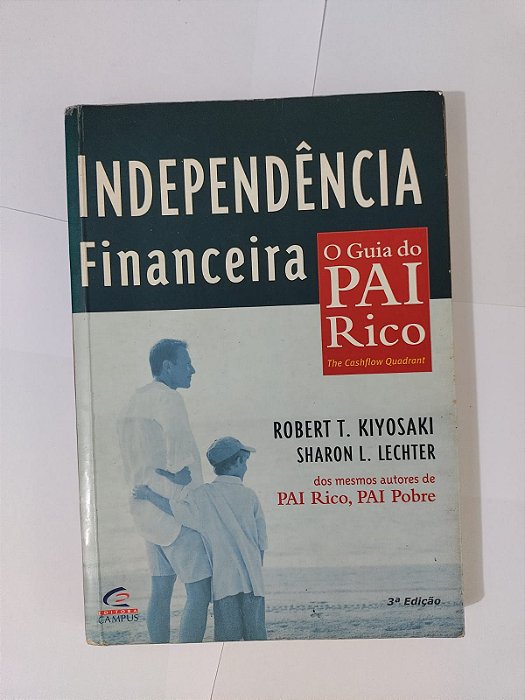 INDEPENDÊNCIA
Financeira
O Guia do
PAI
Rico
The Cashflow Quadrant
ROBERT T. KIYOSAKI
SHARON L. LECHTER
dos mesmos autores de
PAI RICO, PAI POBRE
3ª Edição
EDITORA
CAMPUS